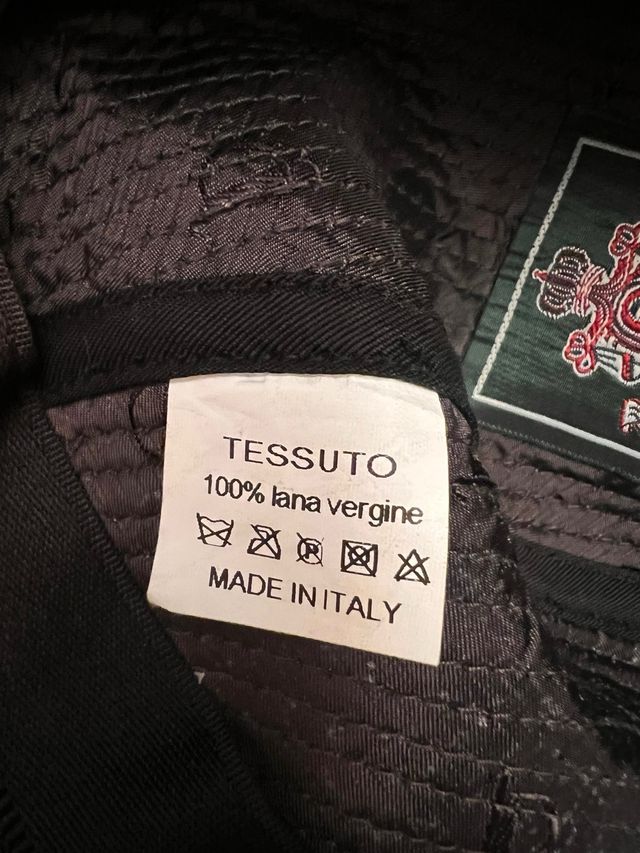 TESSUTO
100% lana vergine
MADE IN ITALY